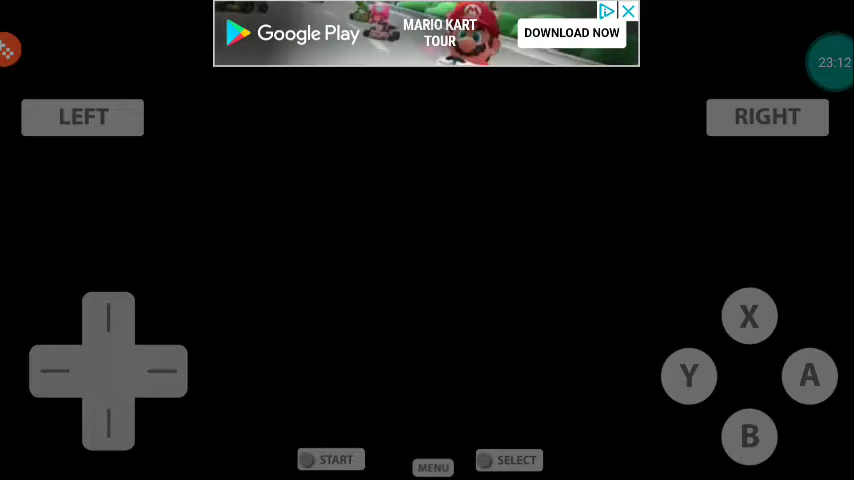 Google Play
MARIO KART
TOUR
DOWNLOAD NOW
23:12
LEFT
RIGHT
X
Y
A
B
START
MENU
SELECT